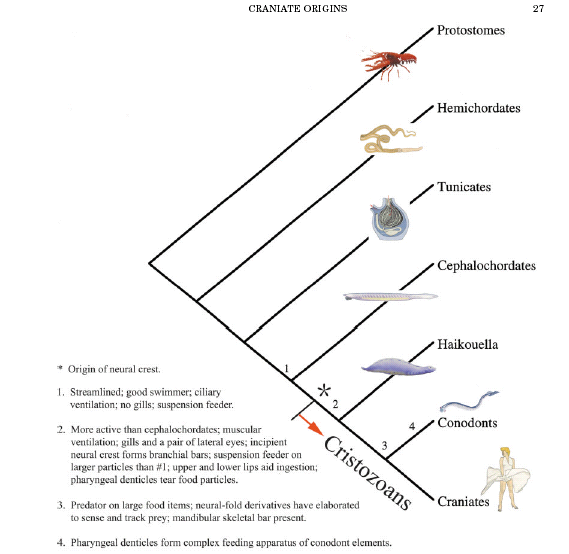 CRANIATE ORIGINS 27
Protostomes
Hemichordates
Tunicates
Cephalochordates
Haikouella
Conodonts
Craniates
1
*
2
3
4
Cristozoans
* Origin of neural crest.
1. Streamlined; good swimmer; ciliary
ventilation; no gills; suspension feeder.
2. More active than cephalochordates; muscular
ventilation; gills and a pair of lateral eyes; incipient
neural crest forms branchial bars; suspension feeder on
larger particles than #1; upper and lower lips aid ingestion;
pharyngeal denticles tear food particles.
3. Predator on large food items; neural-fold derivatives have elaborated
to sense and track prey; mandibular skeletal bar present.
4. Pharyngeal denticles form complex feeding apparatus of conodont elements.